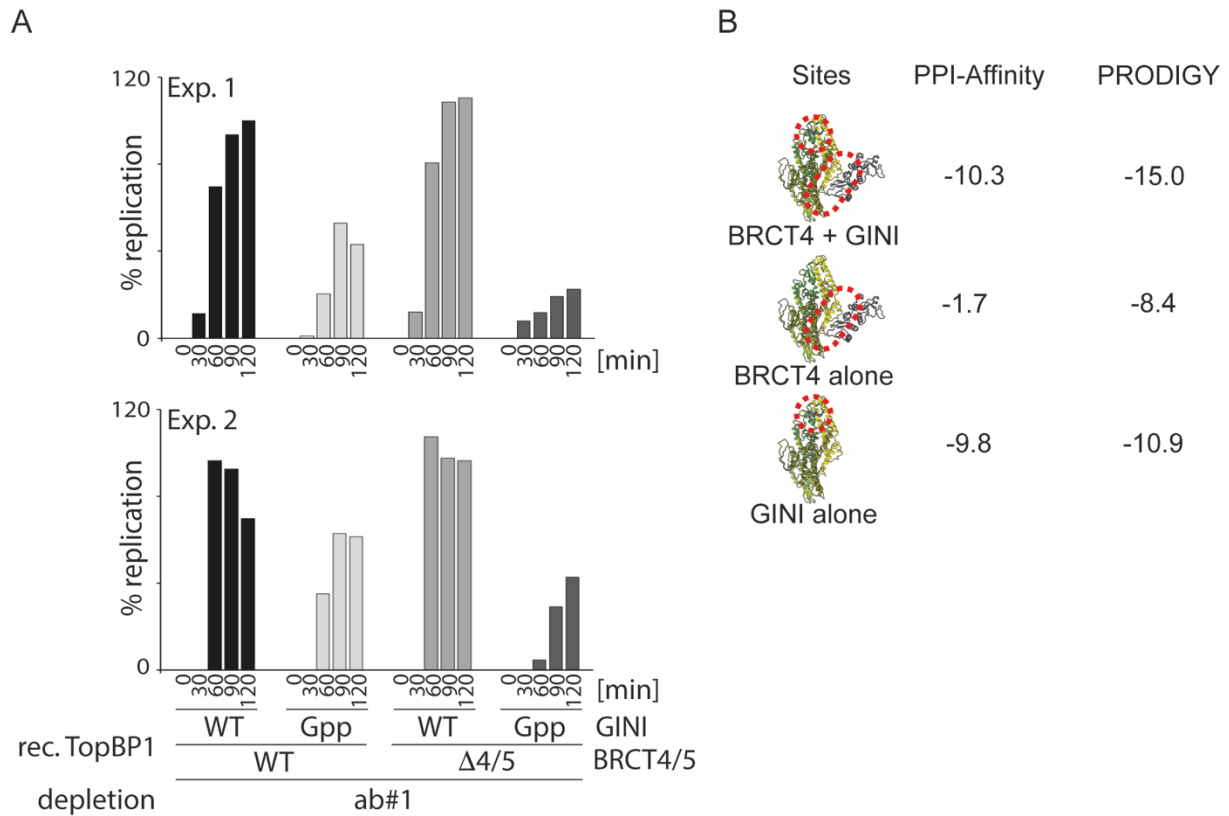 A
120
Exp. 1
% replication
0
0 30 60 90 120 0 30 60 90 120 0 30 60 90 120 0 30 60 90 120 [min]
120
Exp. 2
% replication
0
0 30 60 90 120 0 30 60 90 120 0 30 60 90 120 0 30 60 90 120 [min]
WT Gpp WT Gpp GINI
rec. TopBP1 WT Δ4/5 BRCT4/5
depletion ab#1
B
Sites PPI-Affinity PRODIGY
-10.3 -15.0
BRCT4 + GINI
-1.7 -8.4
BRCT4 alone
-9.8 -10.9
GINI alone